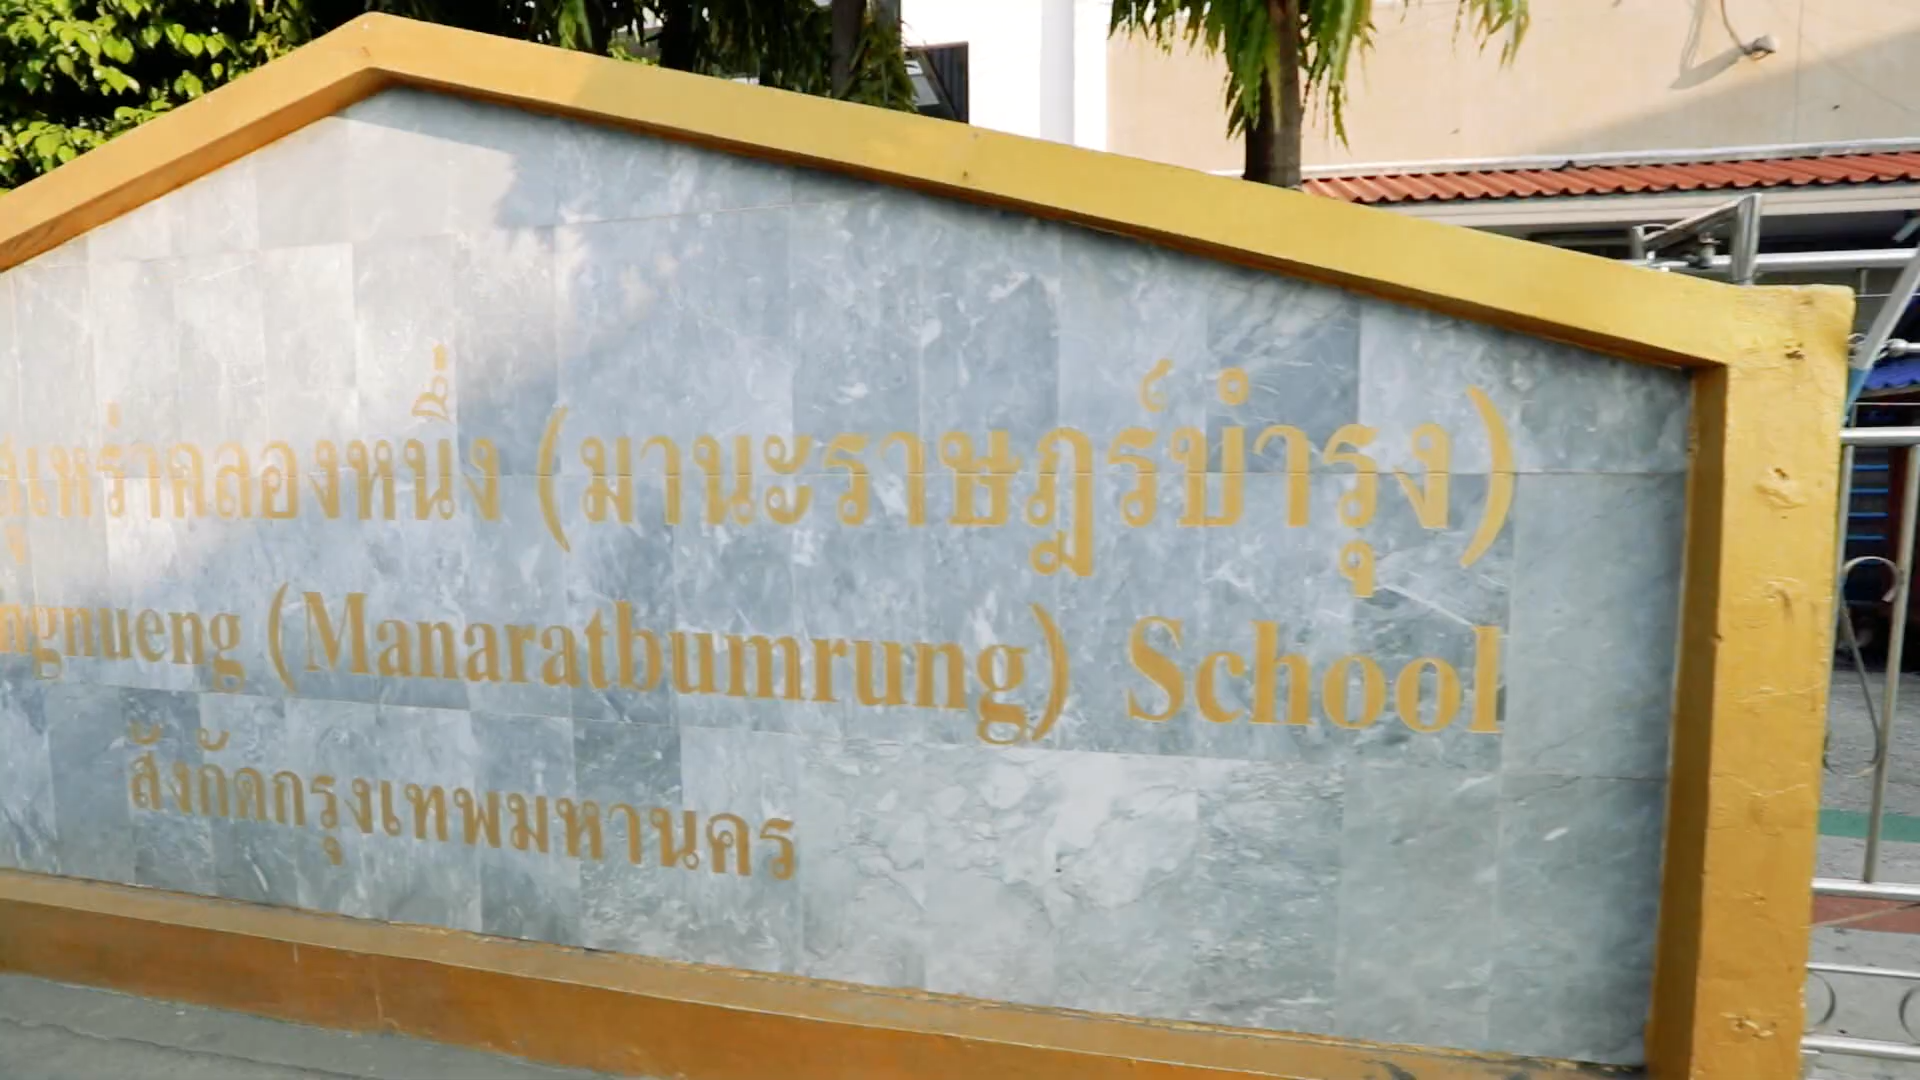 สุเหร่าคลองหนึ่ง (มานะราษฎร์บำรุง)
ngnueng (Manaratbumrung) School
สังกัดกรุงเทพมหานคร